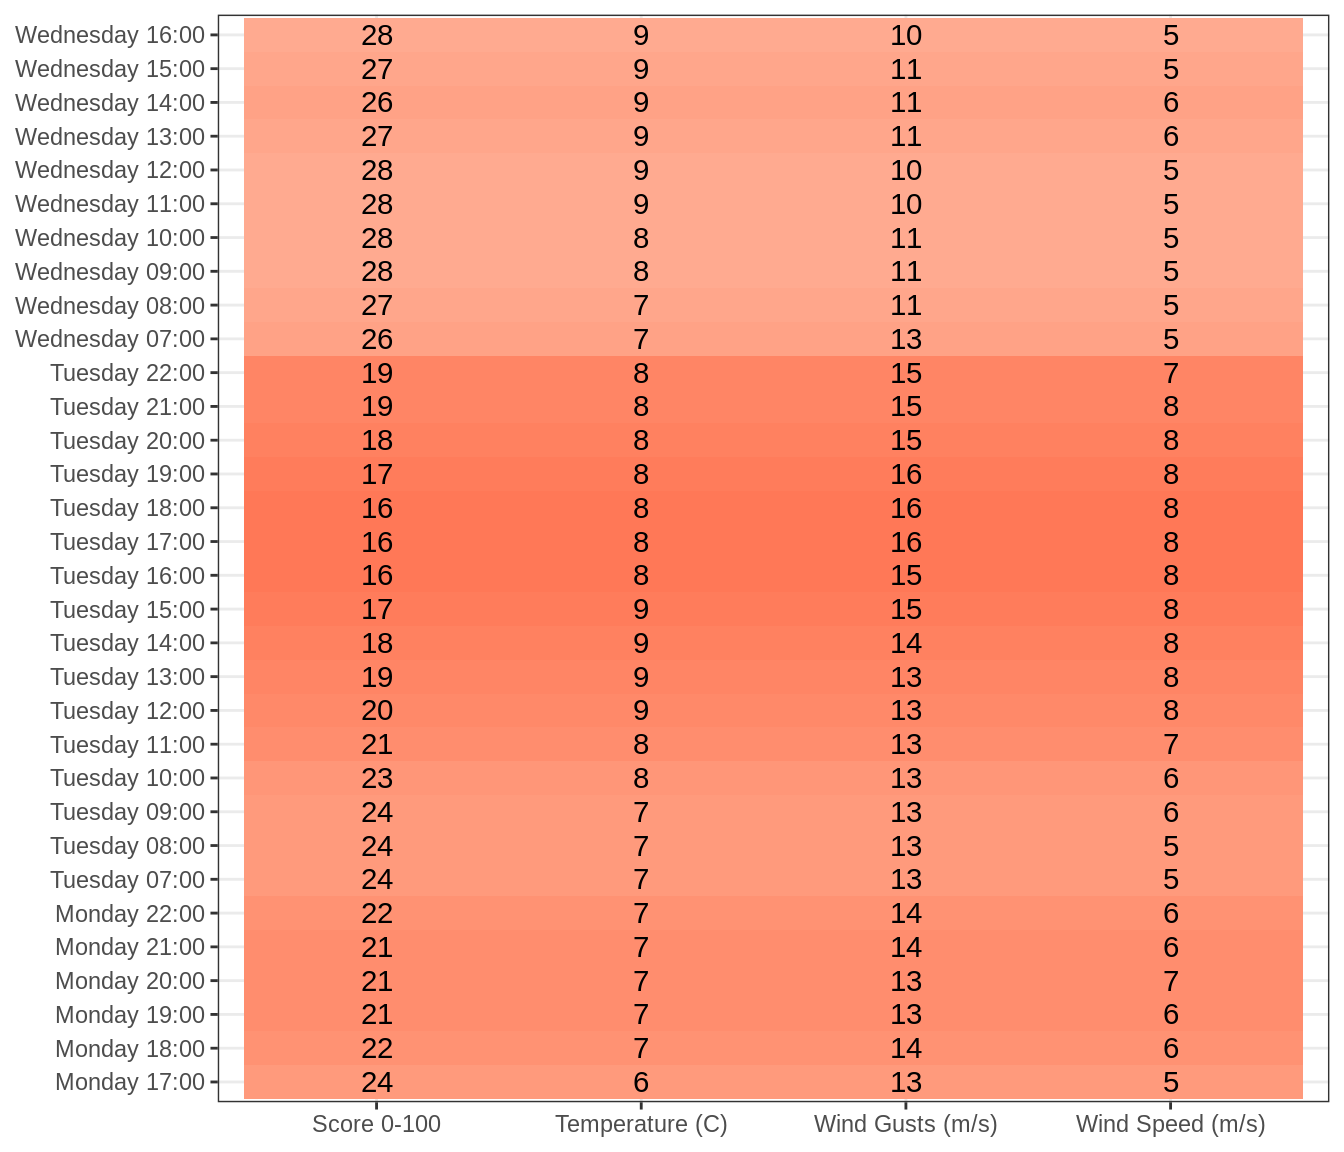 Wednesday 16:00 28 9 10 5
Wednesday 15:00 27 9 11 5
Wednesday 14:00 26 9 11 6
Wednesday 13:00 27 9 11 6
Wednesday 12:00 28 9 10 5
Wednesday 11:00 28 9 10 5
Wednesday 10:00 28 8 11 5
Wednesday 09:00 28 8 11 5
Wednesday 08:00 27 7 11 5
Wednesday 07:00 26 7 13 5
Tuesday 22:00 19 8 15 7
Tuesday 21:00 19 8 15 8
Tuesday 20:00 18 8 15 8
Tuesday 19:00 17 8 16 8
Tuesday 18:00 16 8 16 8
Tuesday 17:00 16 8 16 8
Tuesday 16:00 16 8 15 8
Tuesday 15:00 17 9 15 8
Tuesday 14:00 18 9 14 8
Tuesday 13:00 19 9 13 8
Tuesday 12:00 20 9 13 8
Tuesday 11:00 21 8 13 7
Tuesday 10:00 23 8 13 6
Tuesday 09:00 24 7 13 6
Tuesday 08:00 24 7 13 5
Tuesday 07:00 24 7 13 5
Monday 22:00 22 7 14 6
Monday 21:00 21 7 14 6
Monday 20:00 21 7 13 7
Monday 19:00 21 7 13 6
Monday 18:00 22 7 14 6
Monday 17:00 24 6 13 5
Score 0-100 Temperature (C) Wind Gusts (m/s) Wind Speed (m/s)